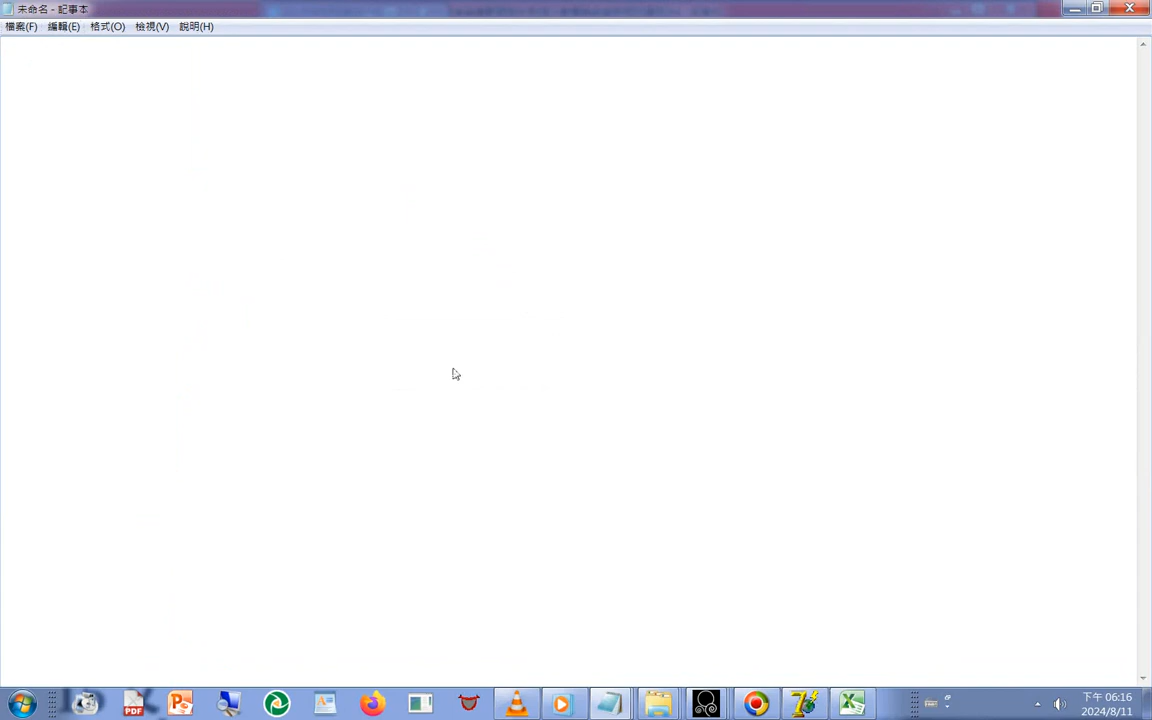 未命名 - 記事本
檔案(F) 編輯(E) 格式(O) 檢視(V) 說明(H)
下午 06:16
2024/8/11